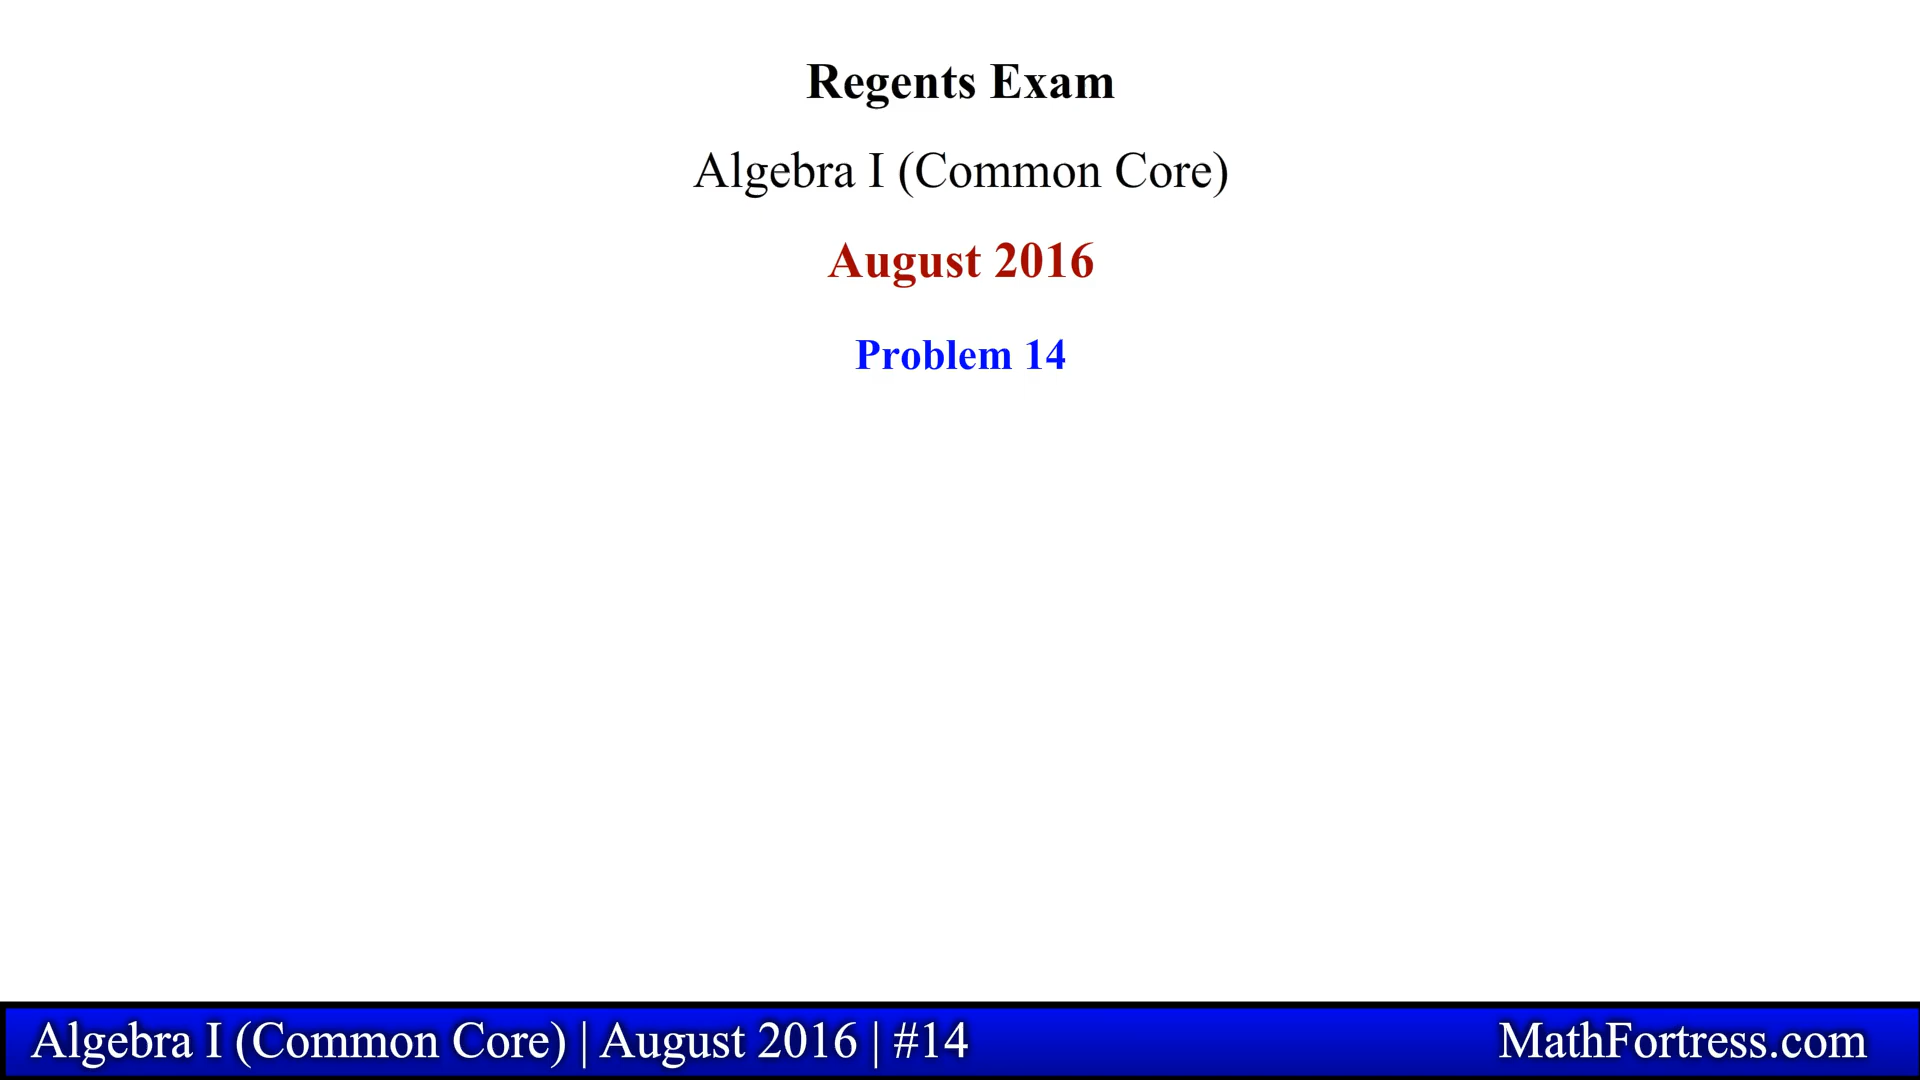 Regents Exam
Algebra I (Common Core)
August 2016
Problem 14
Algebra I (Common Core) | August 2016 | #14
MathFortress.com